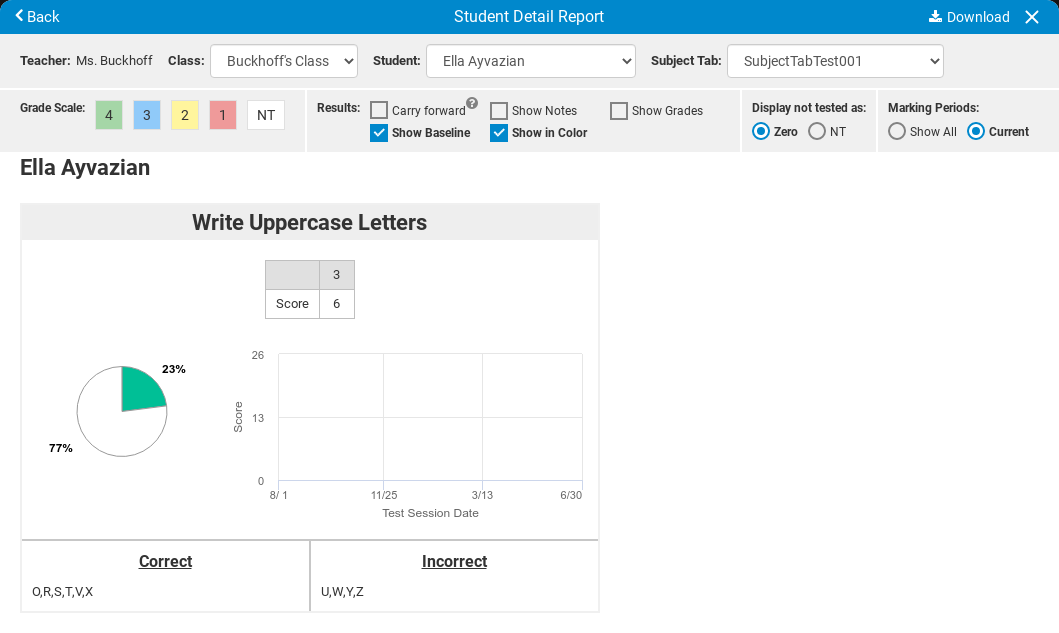 Back
Student Detail Report
Download
Teacher: Ms. Buckhoff
Class: Buckhoff's Class
Student: Ella Ayvazian
Subject Tab: SubjectTabTest001
Grade Scale: 4 3 2 1 NT
Results:
Carry forward ?
Show Notes
Show Grades
Show Baseline
Show in Color
Display not tested as:
Zero
NT
Marking Periods:
Show All
Current
Ella Ayvazian
Write Uppercase Letters
3
Score 6
23%
77%
26
13
0
Score
8/ 1
11/25
3/13
6/30
Test Session Date
Correct
O,R,S,T,V,X
Incorrect
U,W,Y,Z